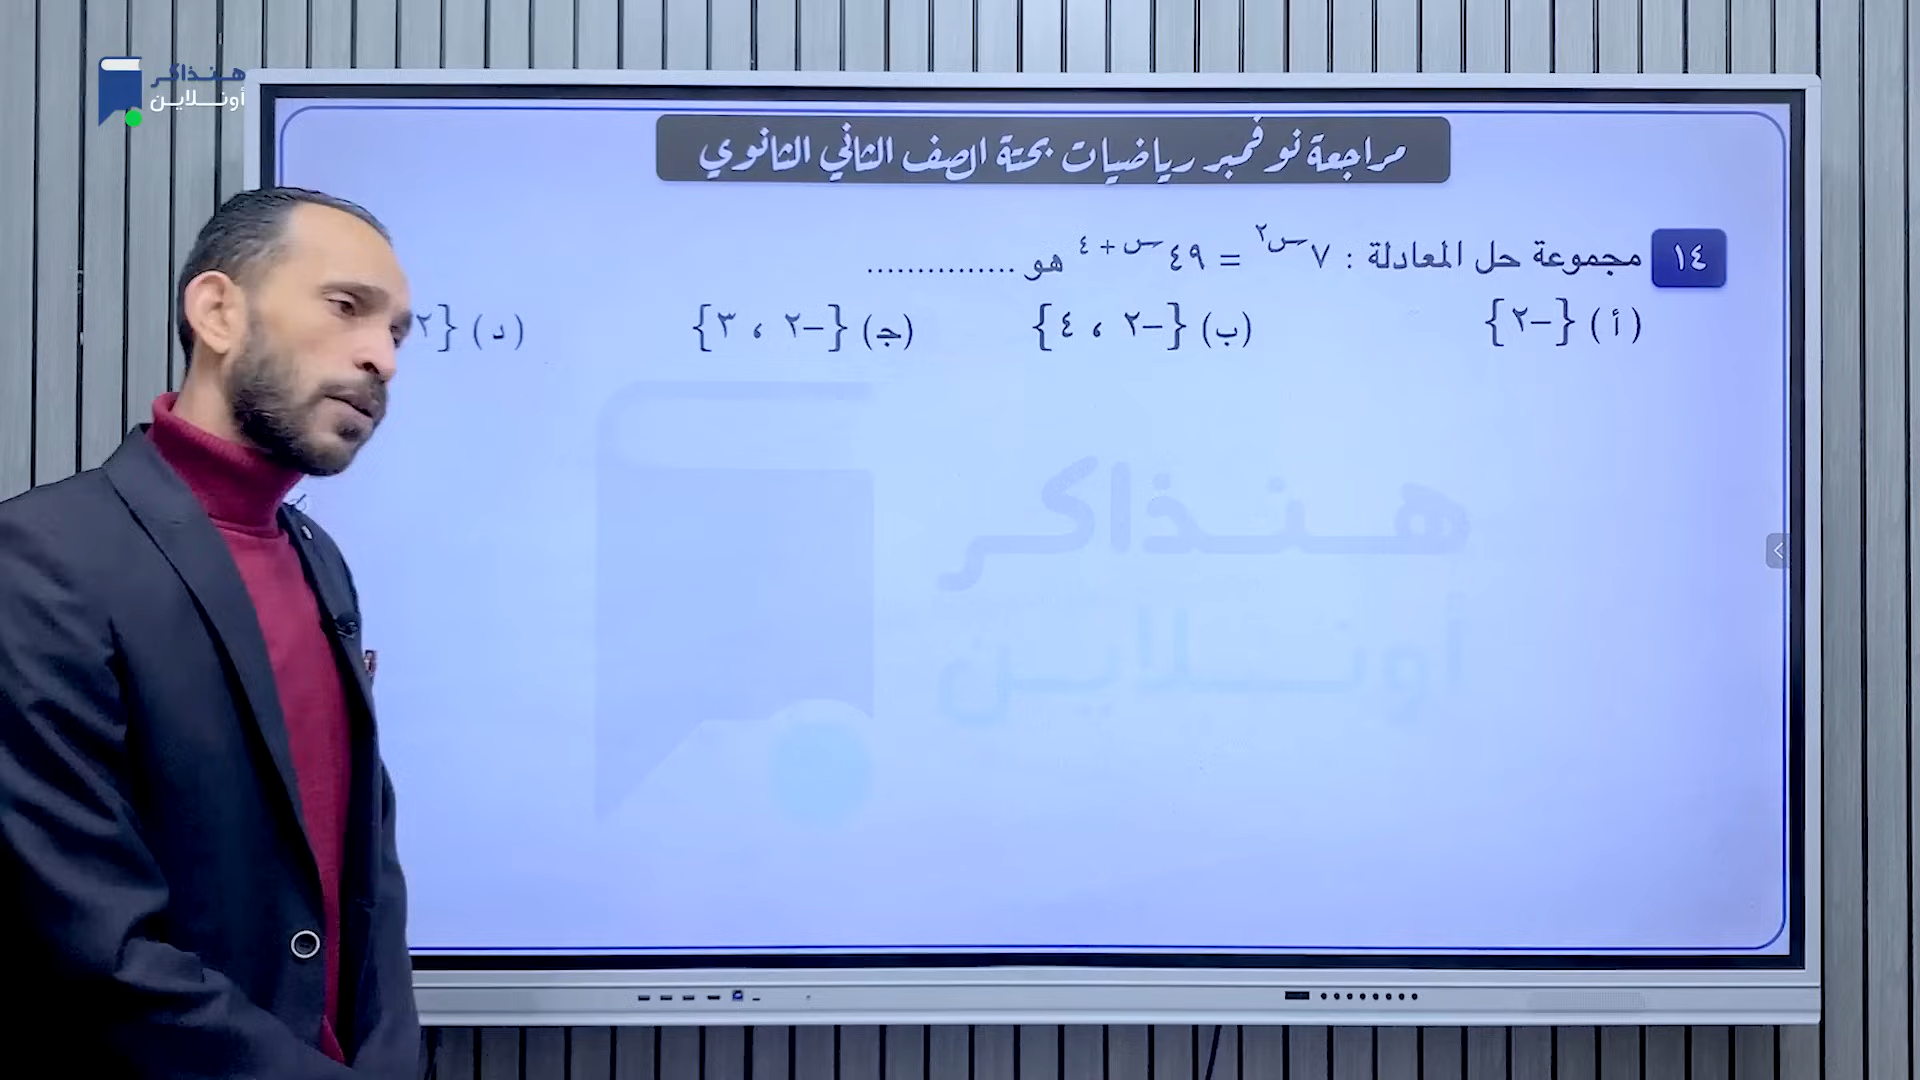 هنذاكر
أونلاين
مراجعة نوفمبر رياضيات بحتة الصف الثاني الثانوي
١٤ مجموعة حل المعادلة : ٧^س^٢ = ٤٩^س + ٤ هو ...............
(أ) {-٢} (ب) {-٢ ، ٤} (ج) {-٢ ، ٣} (د) {٢
هنذاكر
أونلاين